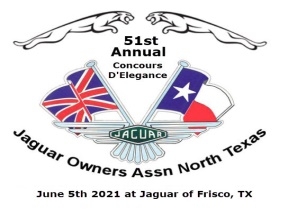 51st
Annual
Concours
D'Elegance
JAGUAR
Jaguar Owners Assn North Texas
June 5th 2021 at Jaguar of Frisco, TX